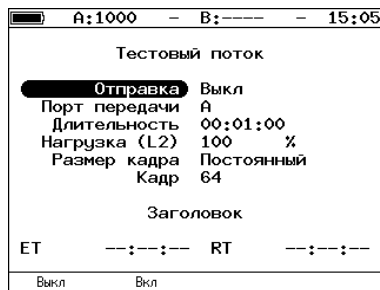 A:1000 – B:---- – 15:05
Тестовый поток
Отправка Выкл
Порт передачи A
Длительность 00:01:00
Нагрузка (L2) 100 %
Размер кадра Постоянный
Кадр 64
Заголовок
ET --:--:-- RT --:--:--
Выкл Вкл